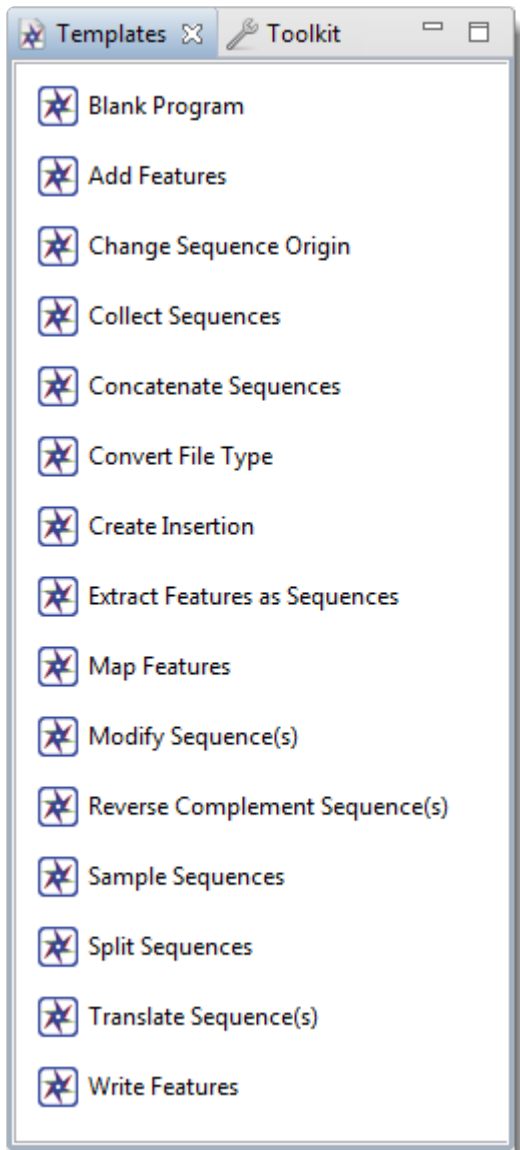 Templates Toolkit
Blank Program
Add Features
Change Sequence Origin
Collect Sequences
Concatenate Sequences
Convert File Type
Create Insertion
Extract Features as Sequences
Map Features
Modify Sequence(s)
Reverse Complement Sequence(s)
Sample Sequences
Split Sequences
Translate Sequence(s)
Write Features